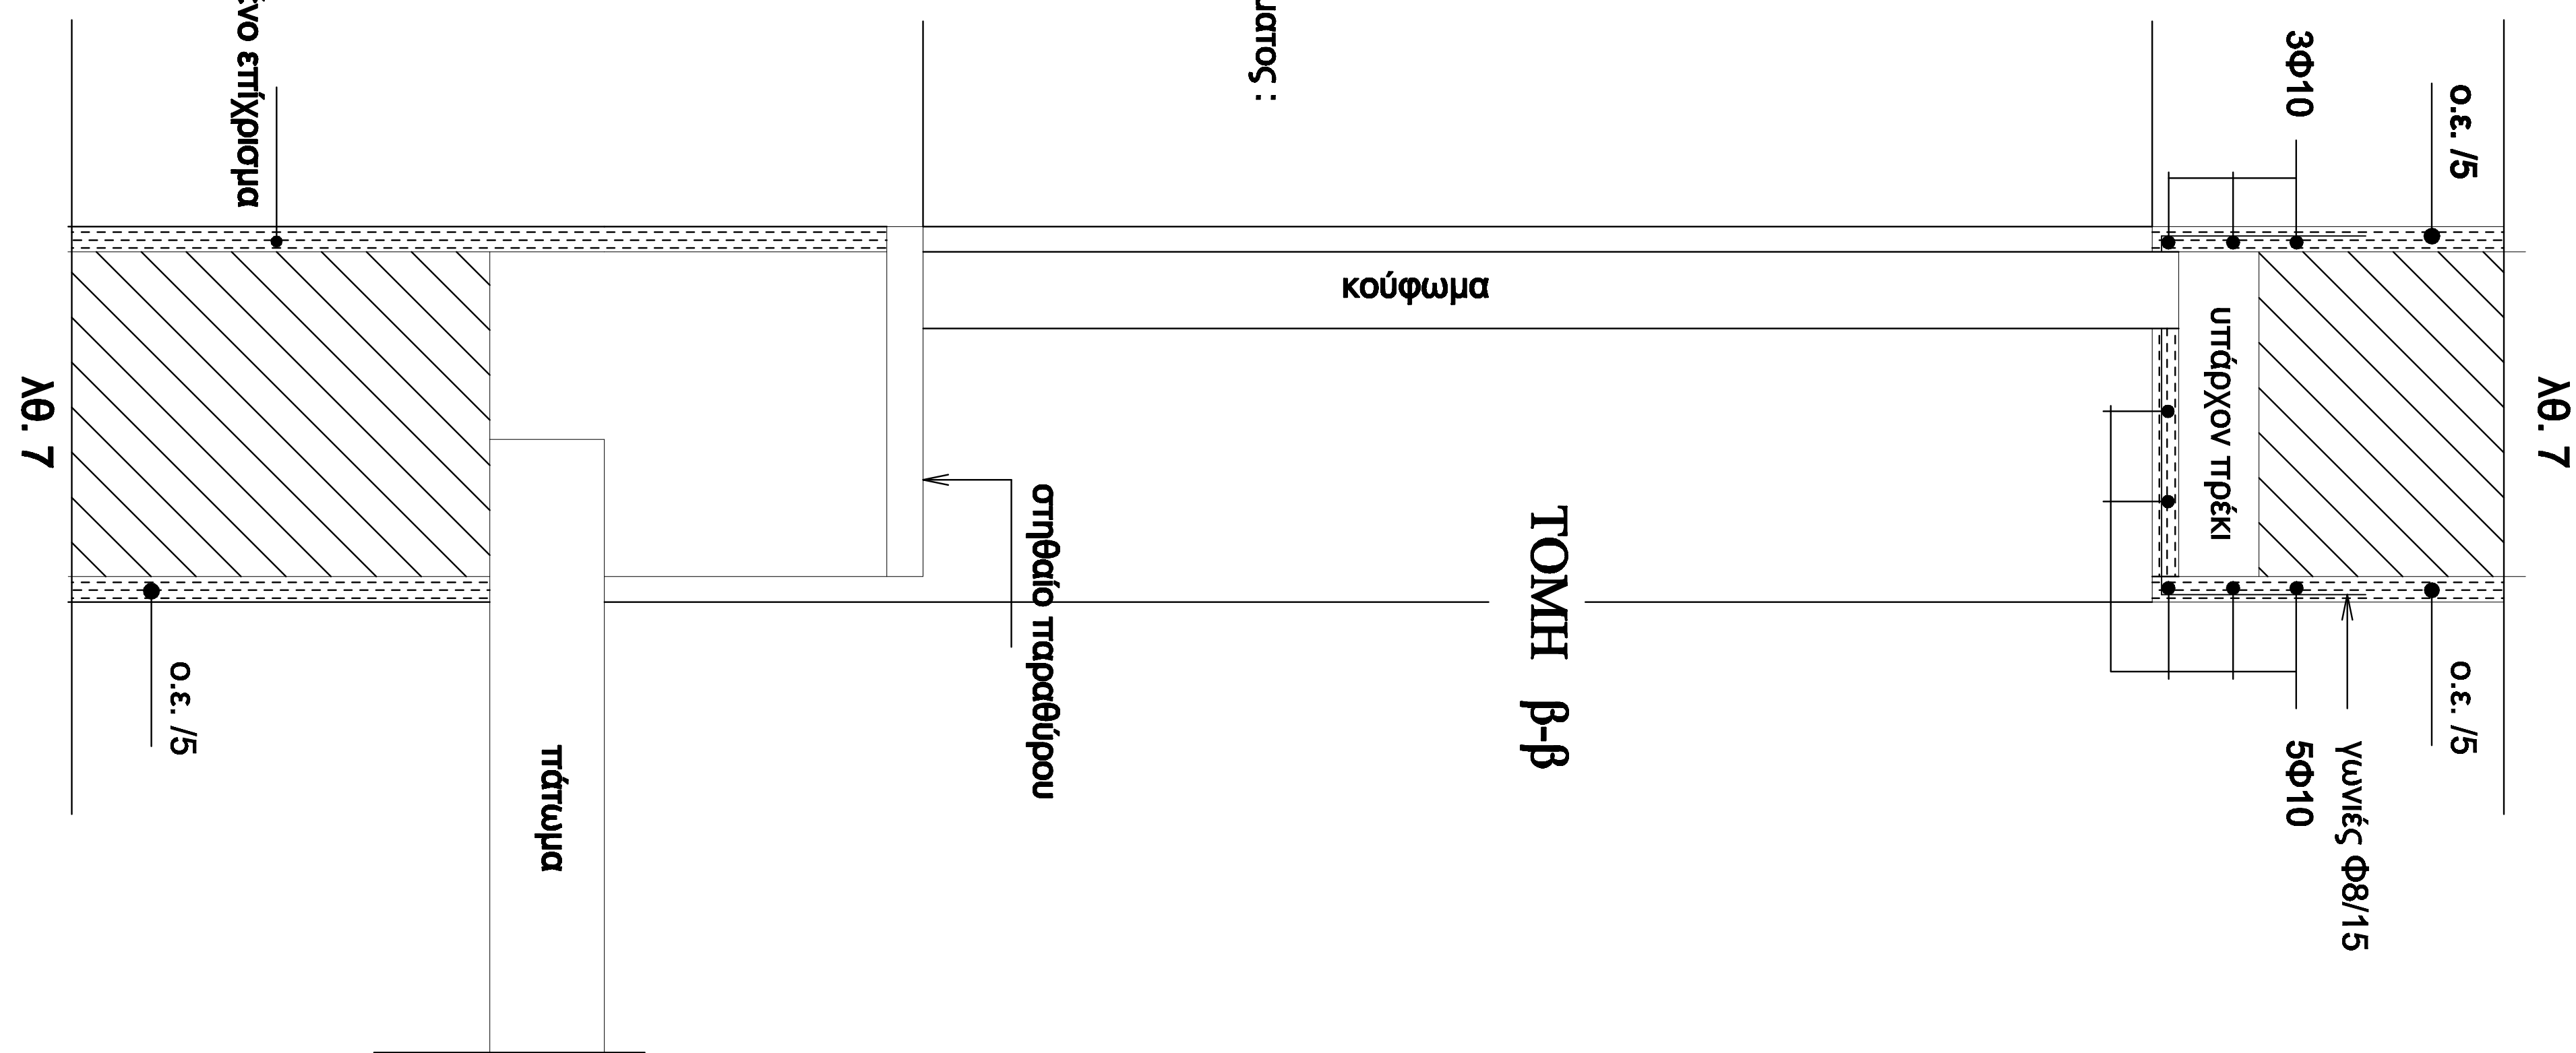 λθ. 7
ο.ε. /5
3Φ10
ο.ε. /5
γωνιές Φ8/15
5Φ10
υπάρχον πρέκι
ΤΟΜΗ β-β
κούφωμα
στηθαίο παραθύρου
πάτωμα
επίχρισμα
ο.ε. /5
λθ. 7